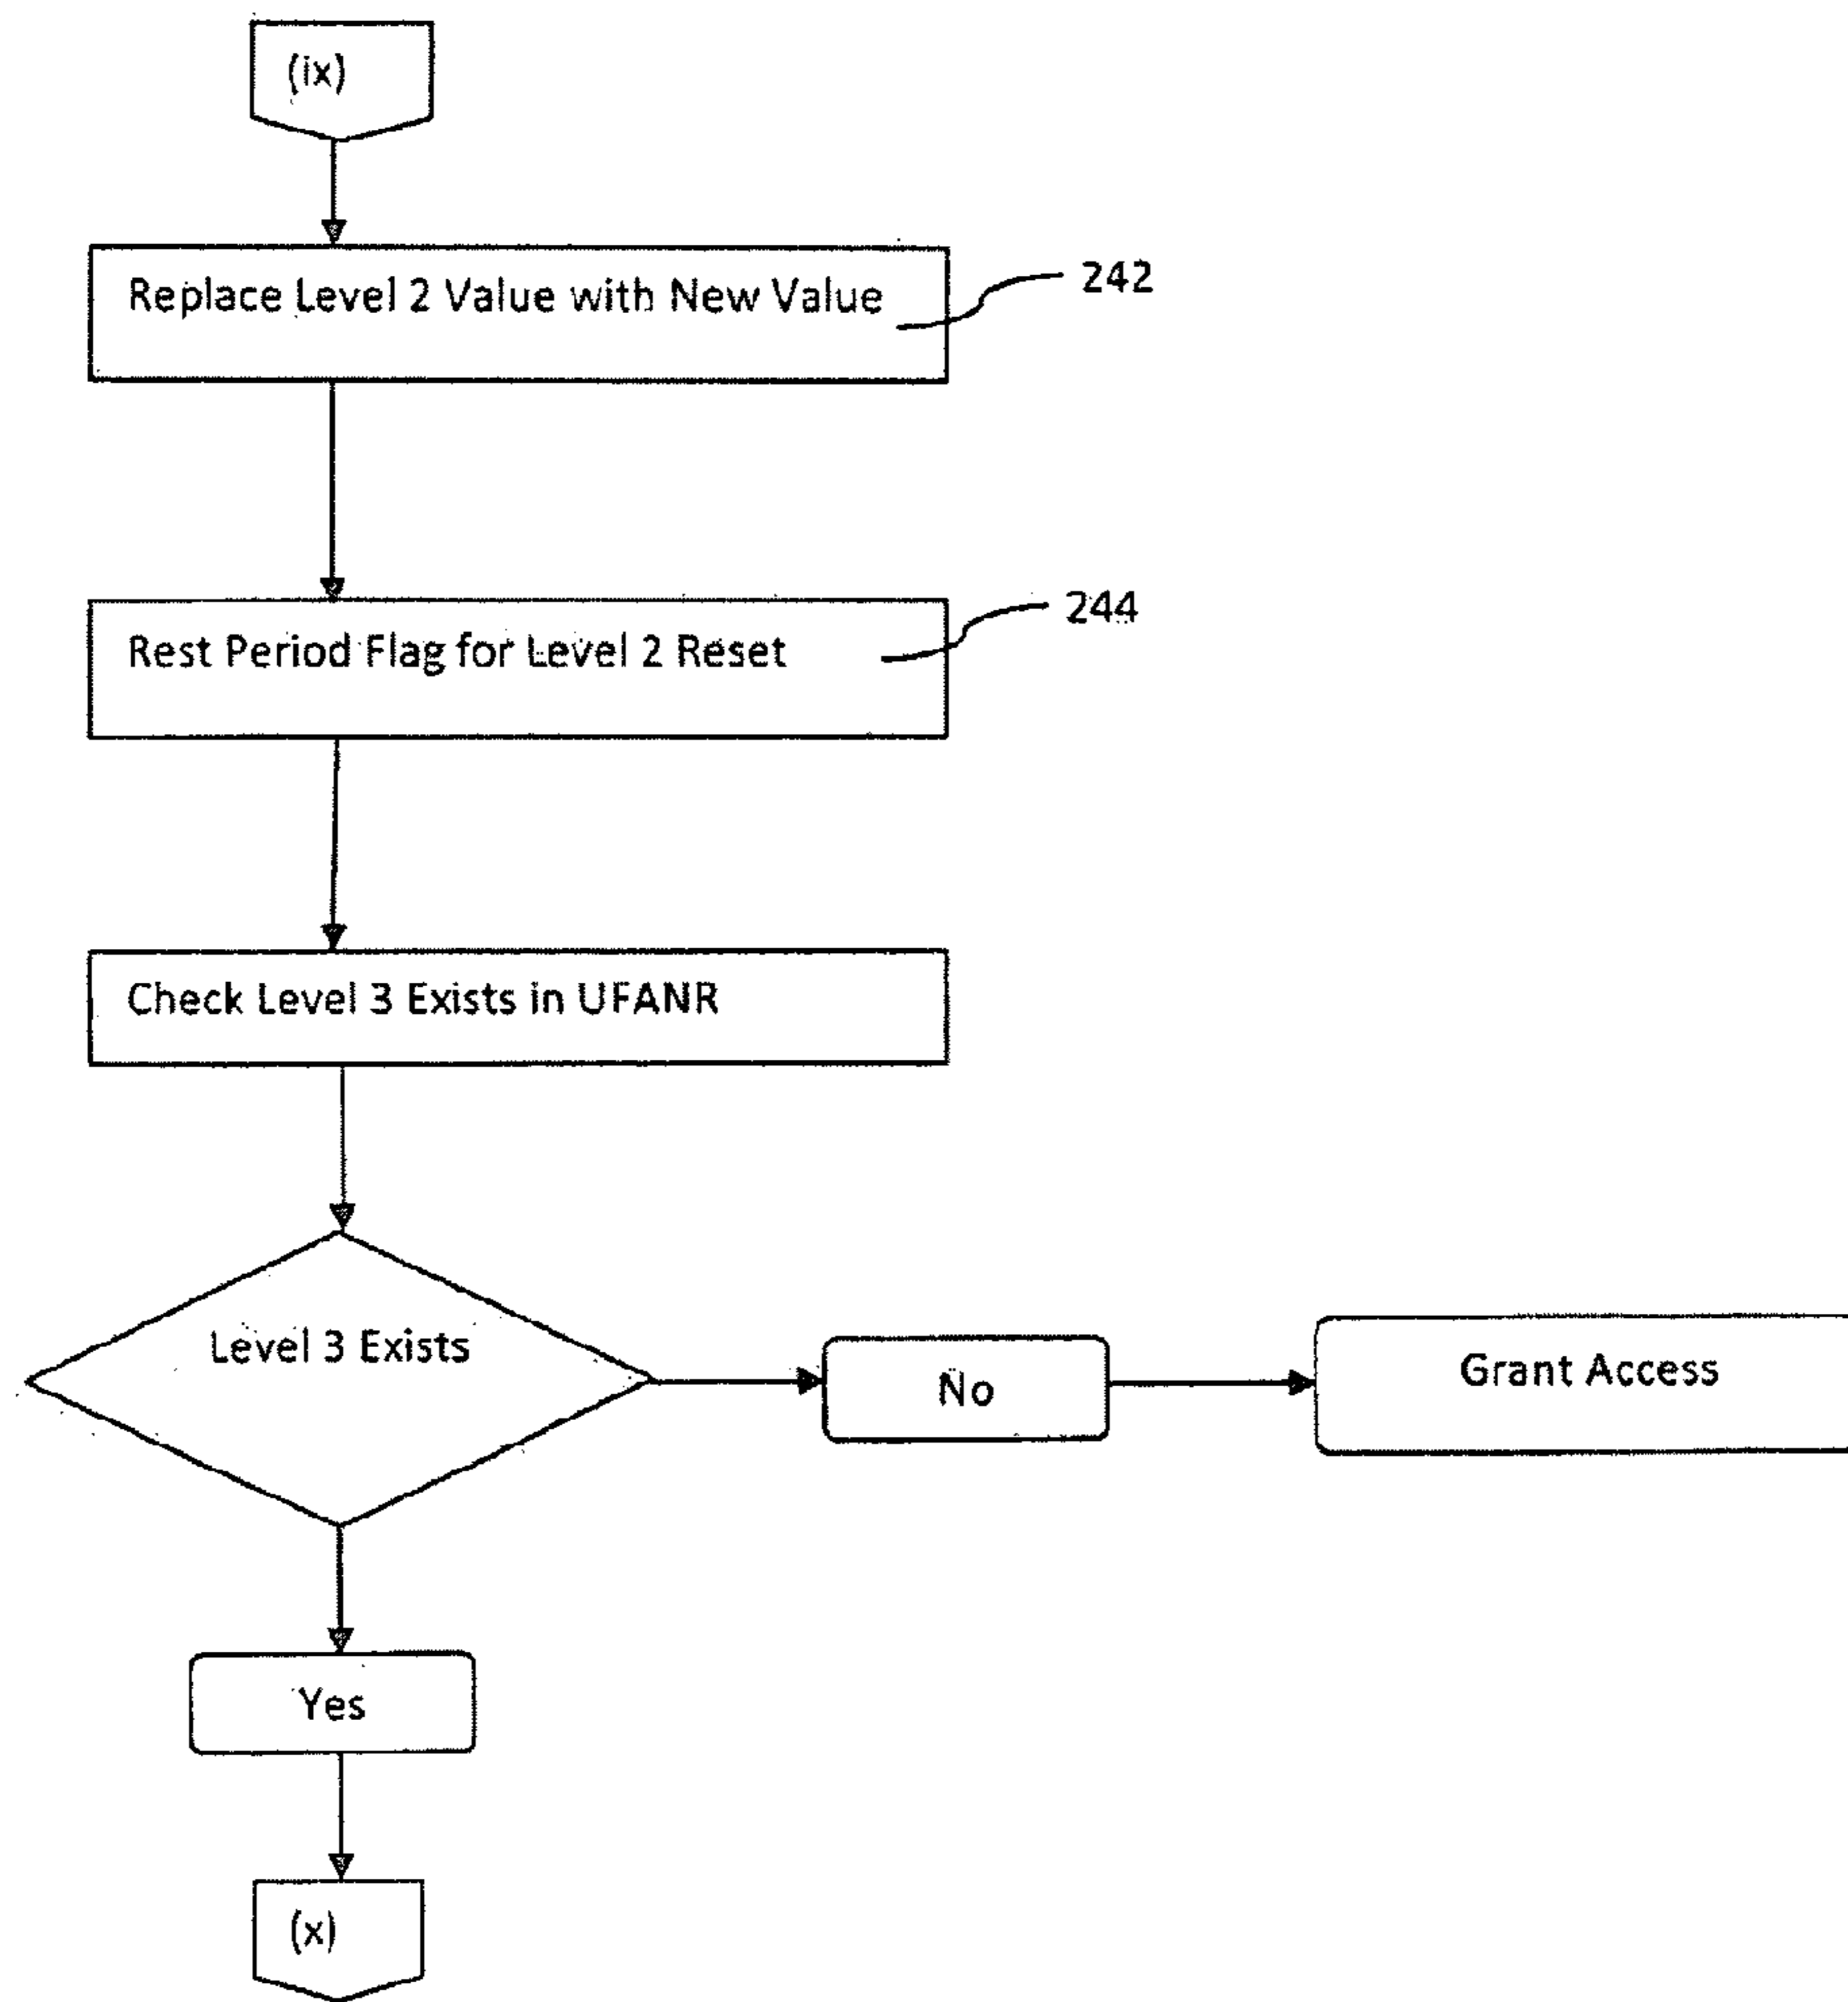 (ix)
Replace Level 2 Value with New Value
242
Rest Period Flag for Level 2 Reset
244
Check Level 3 Exists in UFANR
Level 3 Exists
No
Grant Access
Yes
(x)